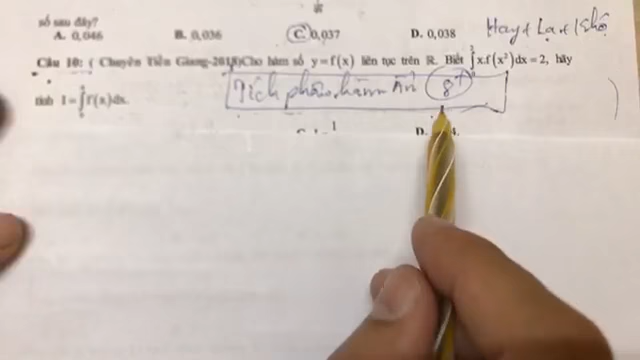 số sau đây?
A. 0,046 B. 0,036 C. 0,037 D. 0,038
Hay + Lạ + Khó
Câu 10: ( Chuyên Tiền Giang-2018)Cho hàm số y=f(x) liên tục trên R. Biết ∫x.f(x²)dx=2, hãy
tính I=∫f(x)dx.
Tích phân hàm ẩn 8+
1 D. 4.